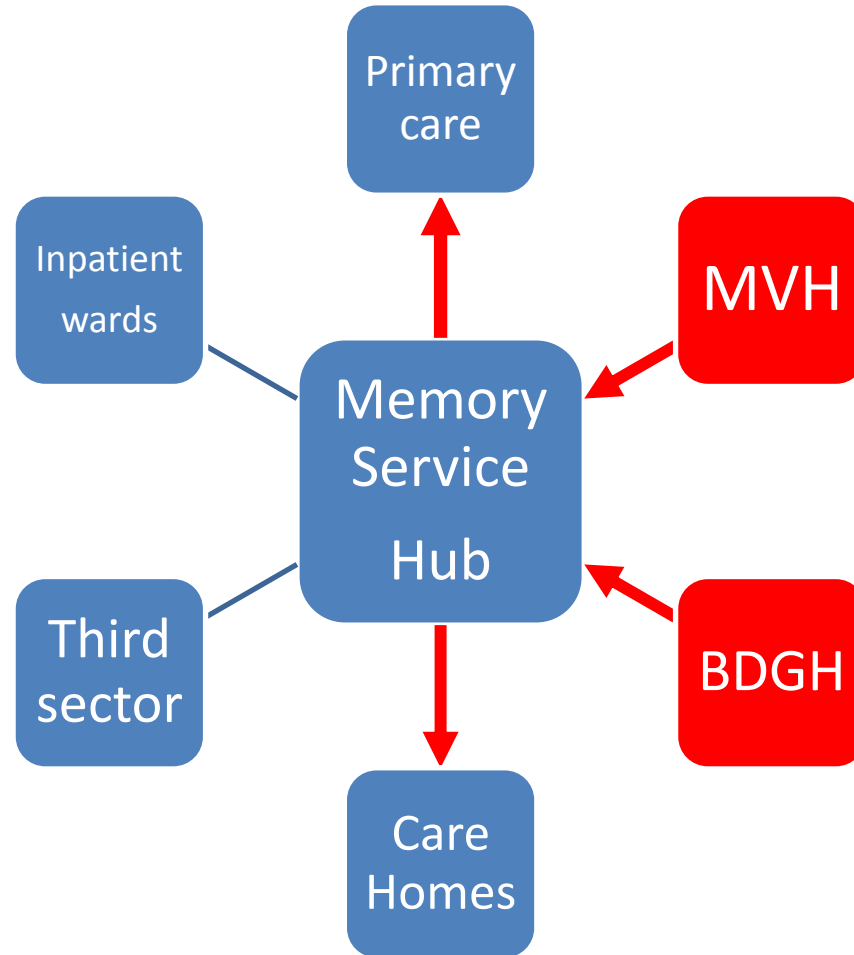 Primary
care
Inpatient
wards
MVH
Memory
Service
Hub
Third
sector
BDGH
Care
Homes